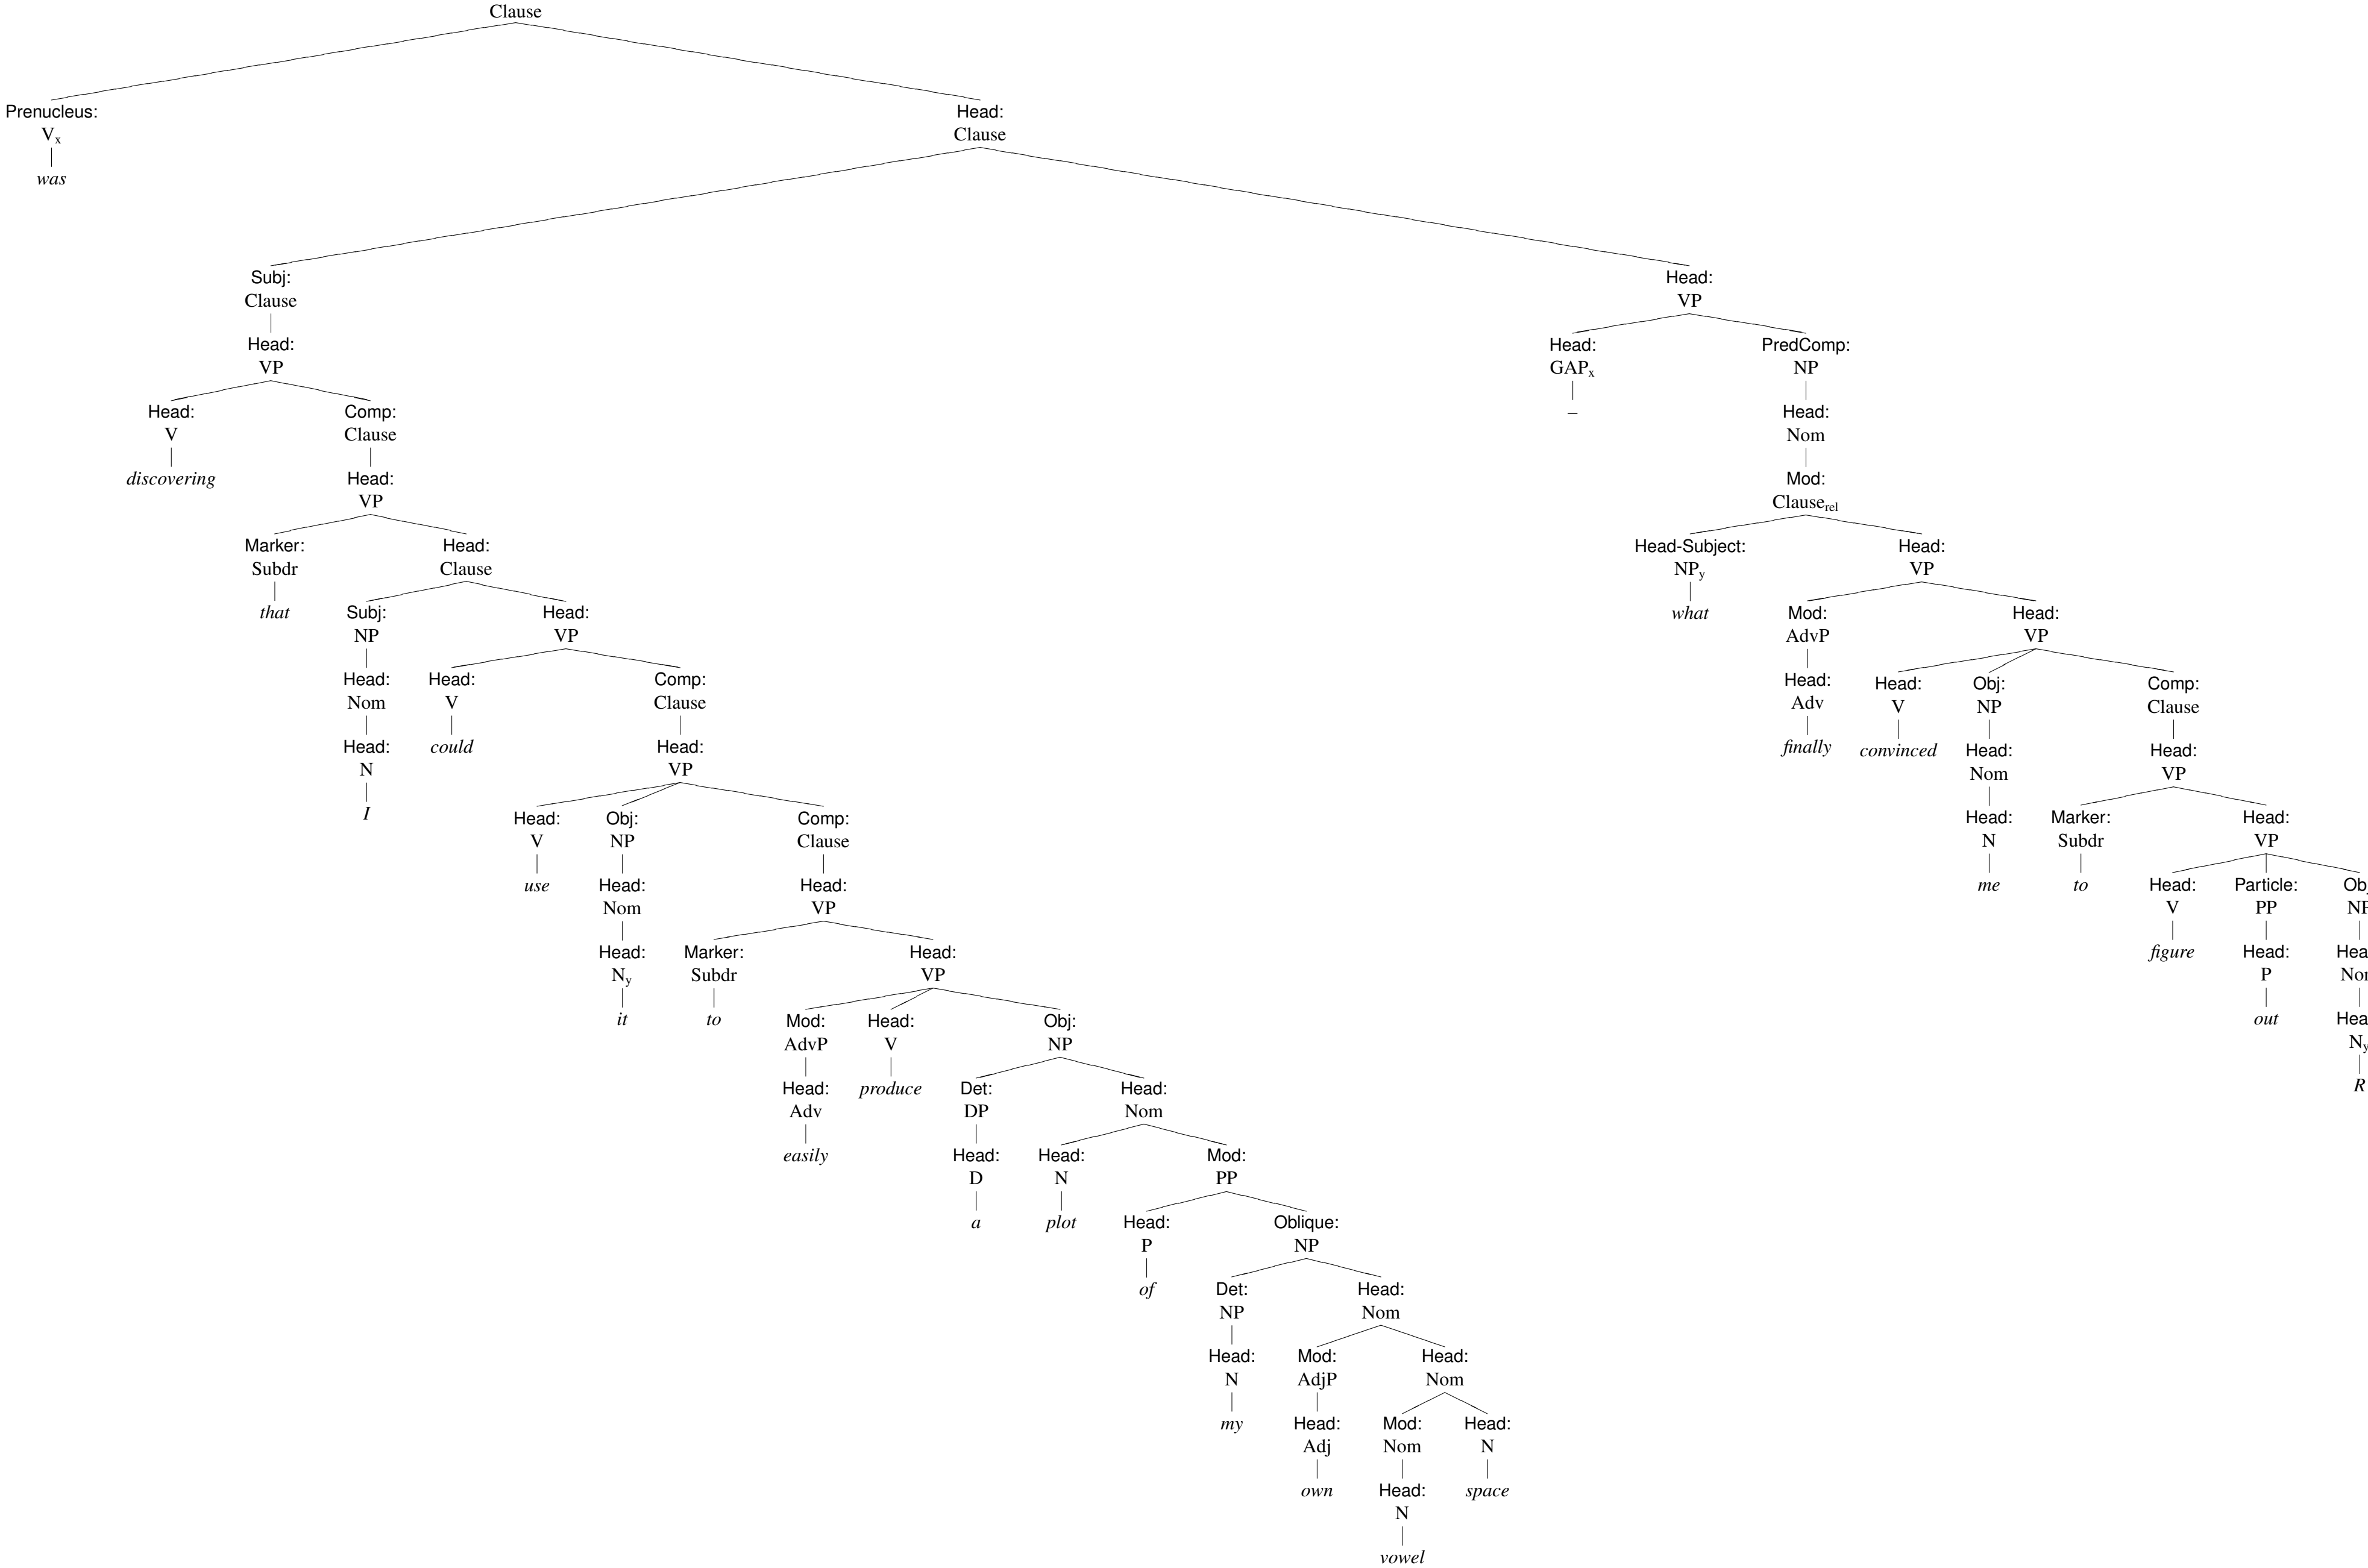 Clause
Prenucleus: Head:
Vx Clause
was
Subj: Head:
Clause VP
Head: Head: PredComp:
VP GAPx NP
Head: Comp: – Head:
V Clause Nom
discovering Head: Mod:
VP Clauserel
Marker: Head: Head-Subject: Head:
Subdr Clause NPy VP
that Subj: Head: what Mod: Head:
NP VP AdvP VP
Head: Head: Comp: Head: Head: Obj: Comp:
Nom V Clause Adv V NP Clause
Head: could Head: finally convinced Head: Head:
N VP Nom VP
I Head: Obj: Comp: Head: Marker: Head:
V NP Clause N Subdr VP
use Head: Head: me to Head: Particle:
Nom VP V PP
Head: Marker: Head: figure Head:
Ny Subdr VP P
it to Mod: Head: Obj: out
AdvP V NP
Head: produce Det: Head: R
Adv DP Nom
easily Head: Head: Mod:
D N PP
a plot Head: Oblique:
P NP
of Det: Head:
NP Nom
Head: Mod: Head:
N AdjP Nom
my Head: Mod: Head:
Adj Nom N
own Head: space
N
vowel